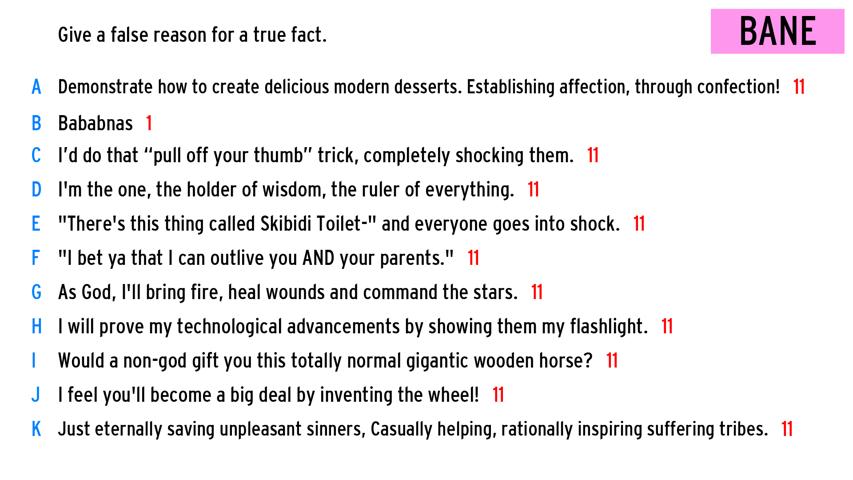 Give a false reason for a true fact.
BANE
A Demonstrate how to create delicious modern desserts. Establishing affection, through confection! 11
B Bababnas 1
C I'd do that “pull off your thumb” trick, completely shocking them. 11
D I'm the one, the holder of wisdom, the ruler of everything. 11
E "There's this thing called Skibidi Toilet-" and everyone goes into shock. 11
F "I bet ya that I can outlive you AND your parents." 11
G As God, I'll bring fire, heal wounds and command the stars. 11
H I will prove my technological advancements by showing them my flashlight. 11
I Would a non-god gift you this totally normal gigantic wooden horse? 11
J I feel you'll become a big deal by inventing the wheel! 11
K Just eternally saving unpleasant sinners, Casually helping, rationally inspiring suffering tribes. 11